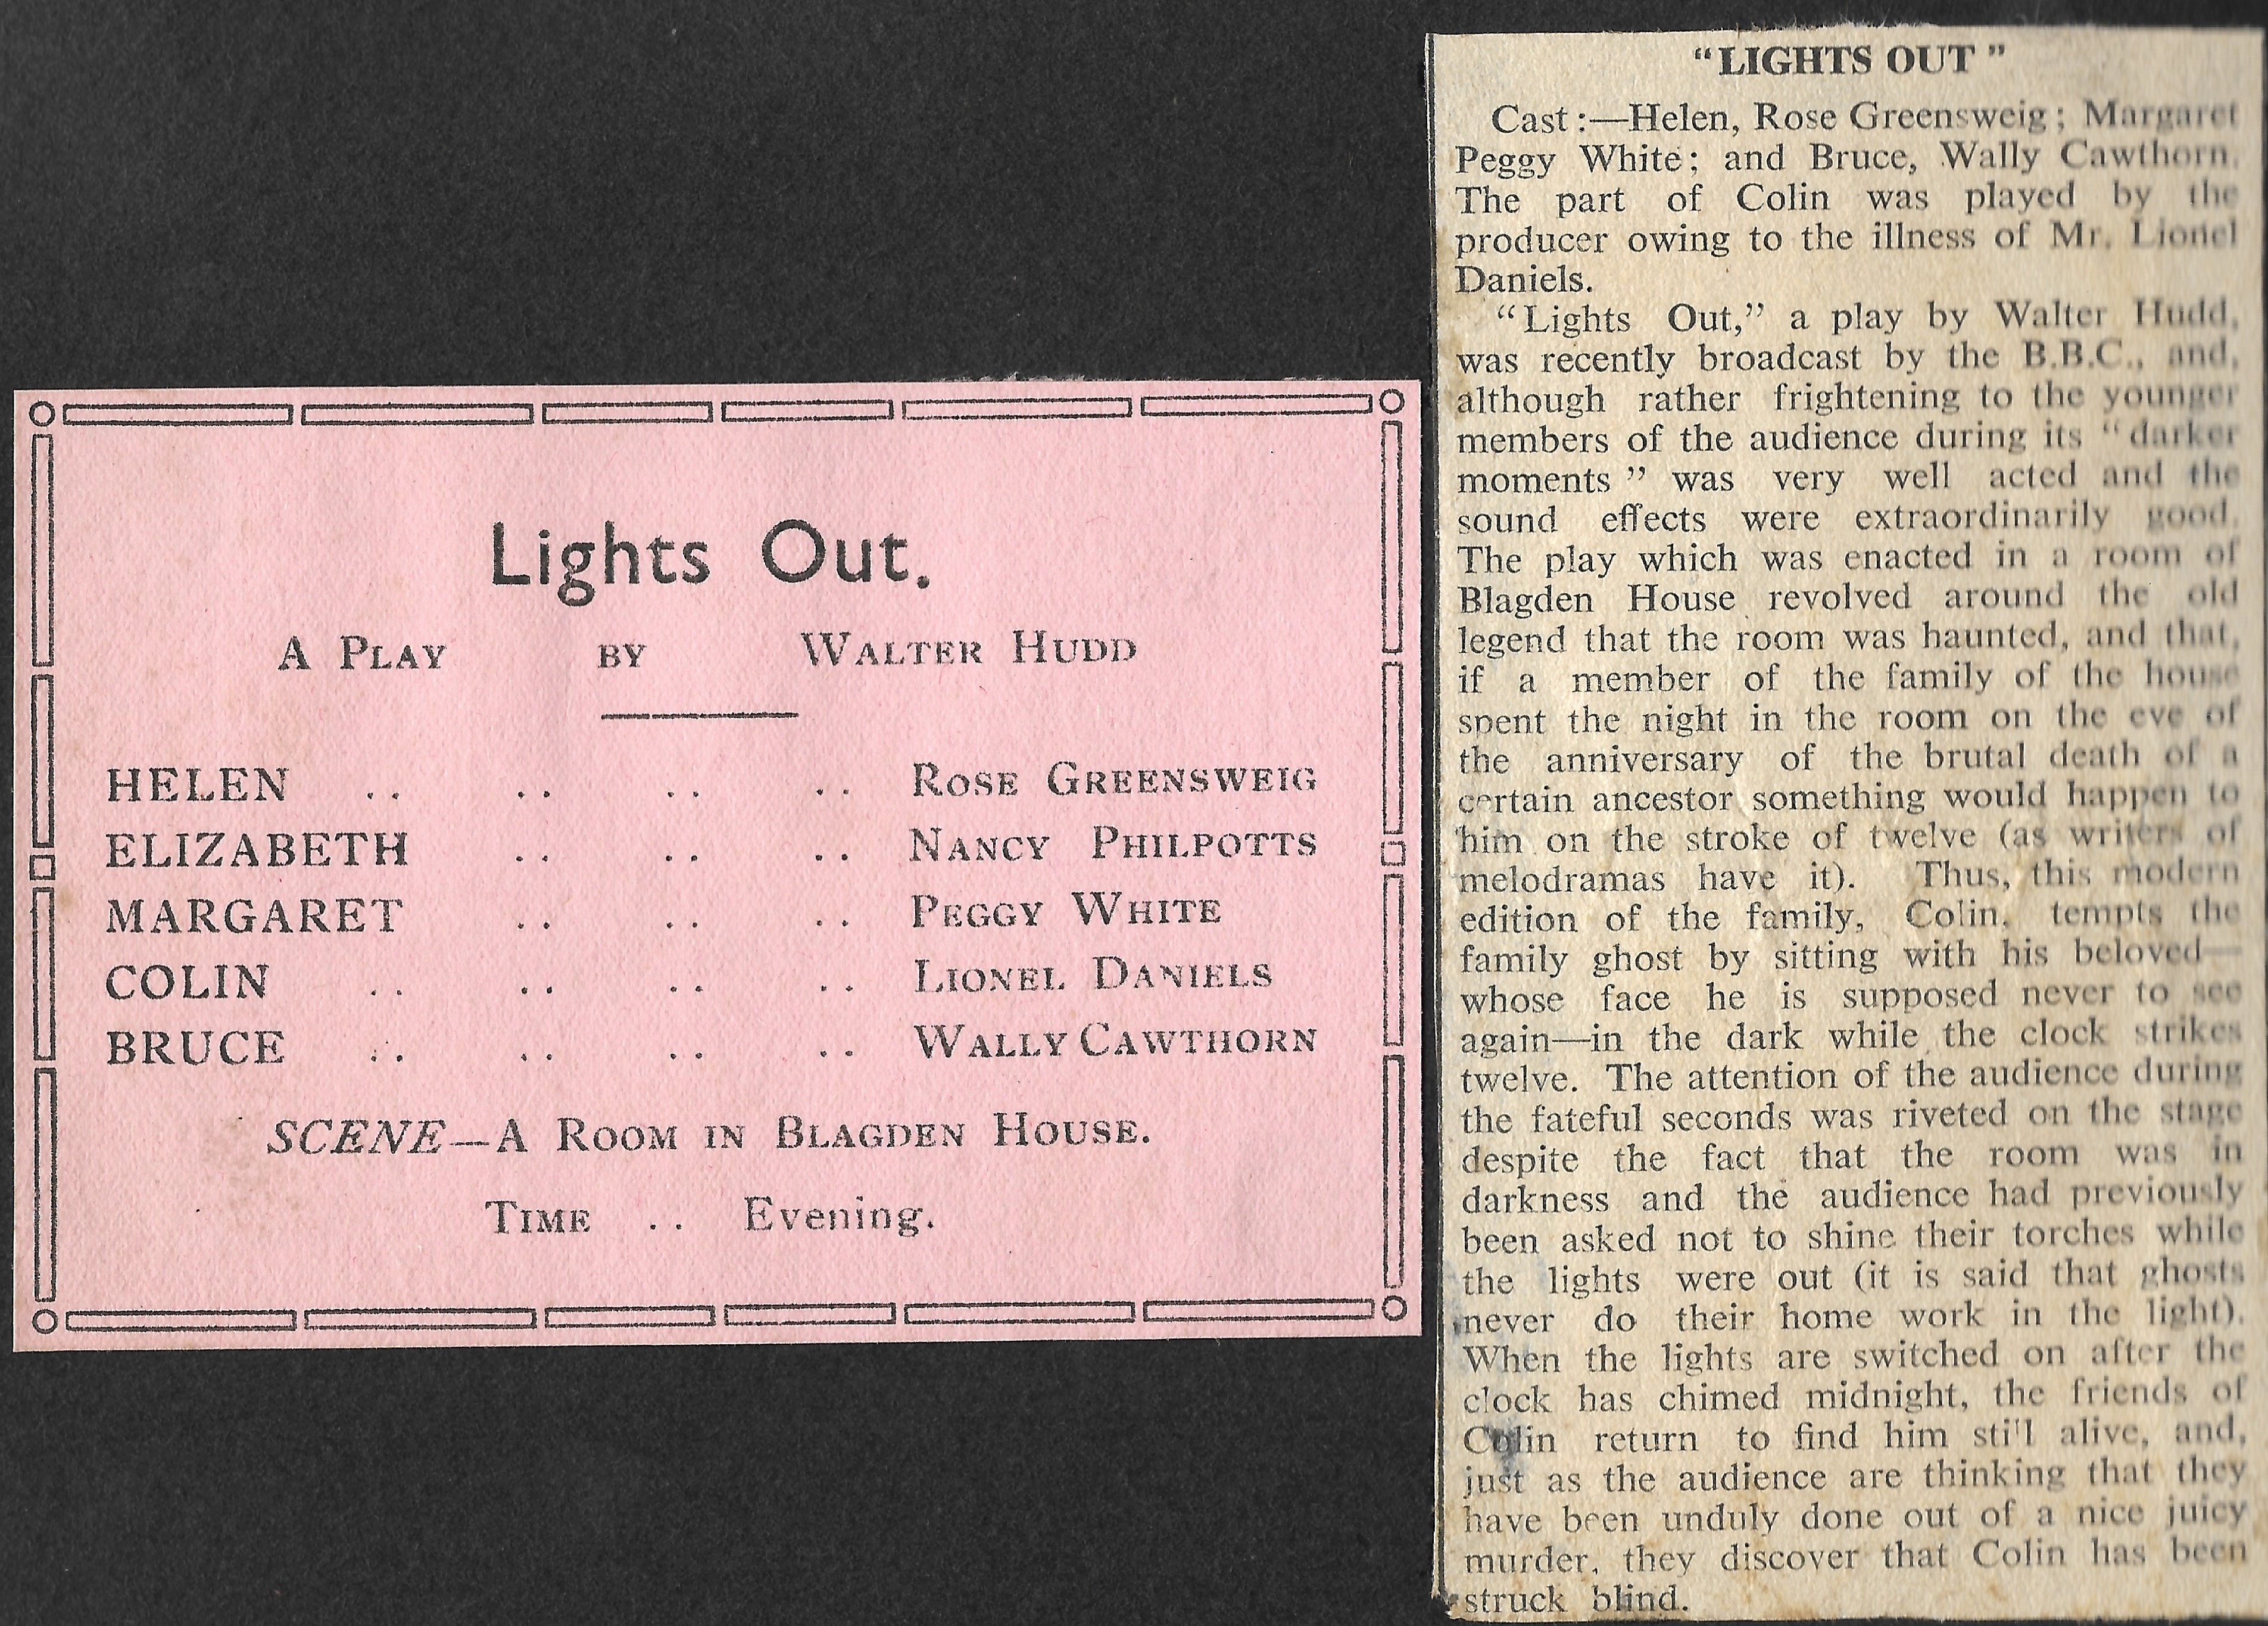 Lights Out.
A PLAY BY WALTER HUDD
HELEN .. .. .. .. ROSE GREENSWEIG
ELIZABETH .. .. .. NANCY PHILPOTTS
MARGARET .. .. .. PEGGY WHITE
COLIN .. .. .. .. LIONEL DANIELS
BRUCE .. .. .. .. WALLY CAWTHORN
SCENE—A ROOM IN BLAGDEN HOUSE.
TIME .. Evening.
"LIGHTS OUT"
Cast:—Helen, Rose Greensweig; Margaret
Peggy White; and Bruce, Wally Cawthorn.
The part of Colin was played by the
producer owing to the illness of Mr. Lionel
Daniels.
"Lights Out," a play by Walter Hudd,
was recently broadcast by the B.B.C., and,
although rather frightening to the younger
members of the audience during its "darker
moments" was very well acted and the
sound effects were extraordinarily good.
The play which was enacted in a room of
Blagden House revolved around the old
legend that the room was haunted, and that,
if a member of the family of the house
spent the night in the room on the eve of
the anniversary of the brutal death of a
certain ancestor something would happen to
him on the stroke of twelve (as writers of
melodramas have it). Thus, this modern
edition of the family, Colin, tempts the
family ghost by sitting with his beloved—
whose face he is supposed never to see
again—in the dark while the clock strikes
twelve. The attention of the audience during
the fateful seconds was riveted on the stage
despite the fact that the room was in
darkness and the audience had previously
been asked not to shine their torches while
the lights were out (it is said that ghosts
never do their home work in the light).
When the lights are switched on after the
clock has chimed midnight, the friends of
Colin return to find him still alive, and,
just as the audience are thinking that they
have been unduly done out of a nice juicy
murder, they discover that Colin has been
struck blind.